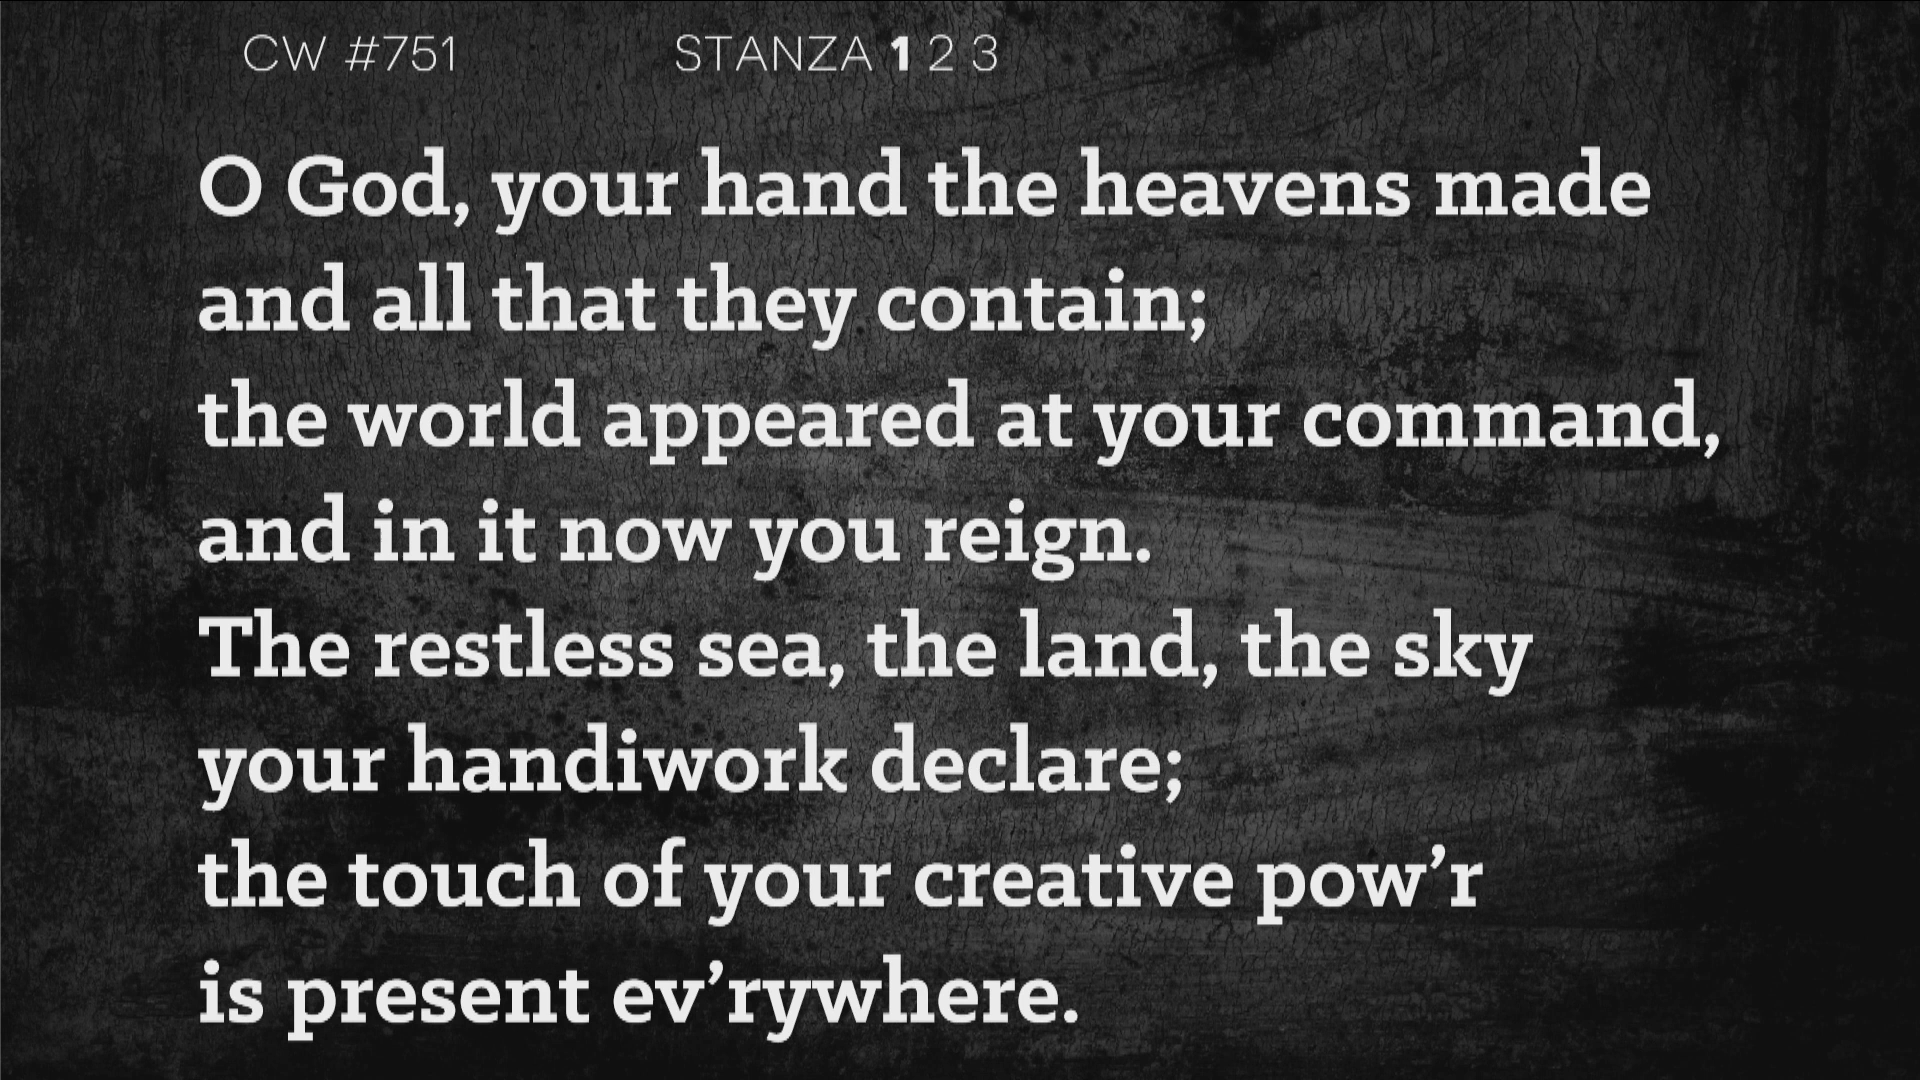 CW #751 STANZA 1 2 3
O God, your hand the heavens made
and all that they contain;
the world appeared at your command,
and in it now you reign.
The restless sea, the land, the sky
your handiwork declare;
the touch of your creative pow’r
is present ev’rywhere.